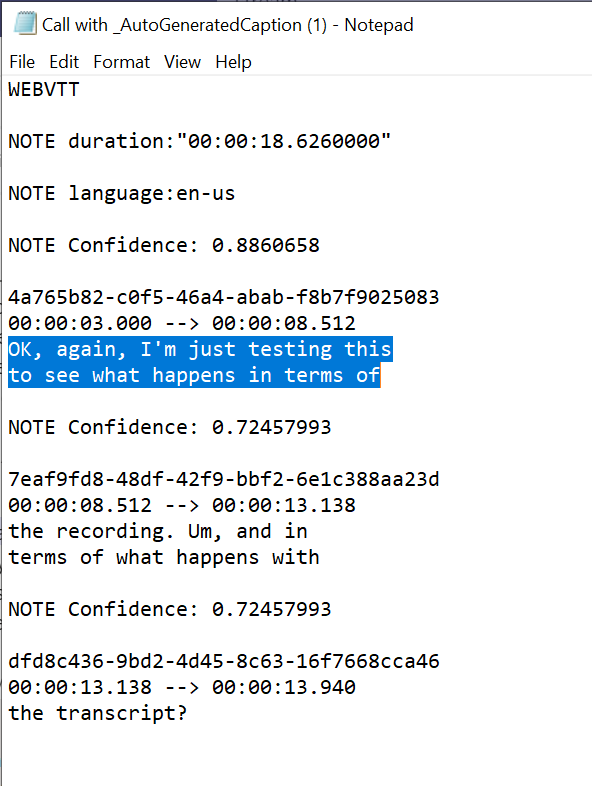 Call with _AutoGeneratedCaption (1) - Notepad
File Edit Format View Help
WEBVTT
NOTE duration:"00:00:18.6260000"
NOTE language:en-us
NOTE Confidence: 0.8860658
4a765b82-c0f5-46a4-abab-f8b7f9025083
00:00:03.000 --> 00:00:08.512
OK, again, I'm just testing this
to see what happens in terms of
NOTE Confidence: 0.72457993
7eaf9fd8-48df-42f9-bbf2-6e1c388aa23d
00:00:08.512 --> 00:00:13.138
the recording. Um, and in
terms of what happens with
NOTE Confidence: 0.72457993
dfd8c436-9bd2-4d45-8c63-16f7668cca46
00:00:13.138 --> 00:00:13.940
the transcript?